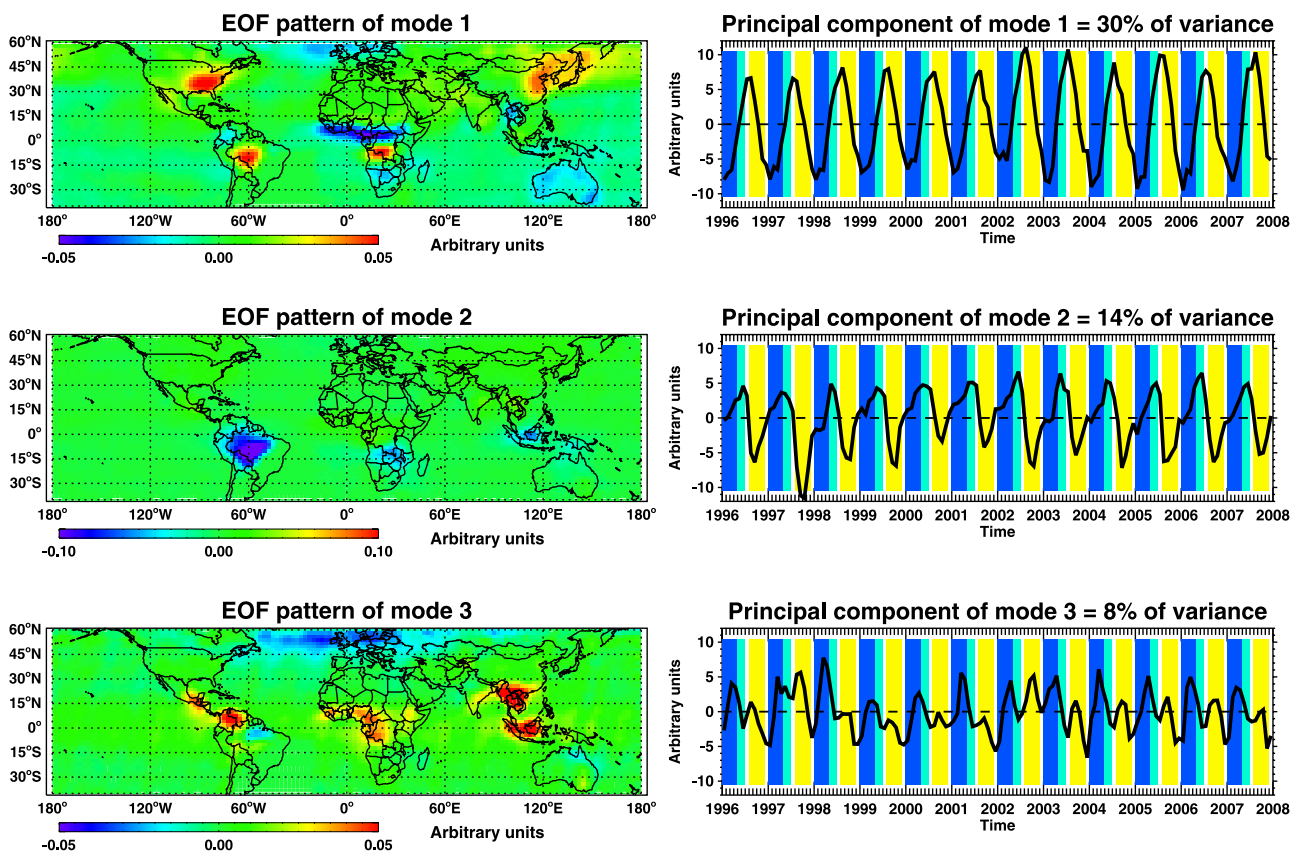 EOF pattern of mode 1
60°N
45°N
30°N
15°N
0°
15°S
30°S
180° 120°W 60°W 0° 60°E 120°E 180°
Arbitrary units
-0.05 0.00 0.05
Principal component of mode 1 = 30% of variance
Arbitrary units
10
5
0
-5
-10
1996 1997 1998 1999 2000 2001 2002 2003 2004 2005 2006 2007 2008
Time
EOF pattern of mode 2
60°N
45°N
30°N
15°N
0°
15°S
30°S
180° 120°W 60°W 0° 60°E 120°E 180°
Arbitrary units
-0.10 0.00 0.10
Principal component of mode 2 = 14% of variance
Arbitrary units
10
5
0
-5
-10
1996 1997 1998 1999 2000 2001 2002 2003 2004 2005 2006 2007 2008
Time
EOF pattern of mode 3
60°N
45°N
30°N
15°N
0°
15°S
30°S
180° 120°W 60°W 0° 60°E 120°E 180°
Arbitrary units
-0.05 0.00 0.05
Principal component of mode 3 = 8% of variance
Arbitrary units
10
5
0
-5
-10
1996 1997 1998 1999 2000 2001 2002 2003 2004 2005 2006 2007 2008
Time